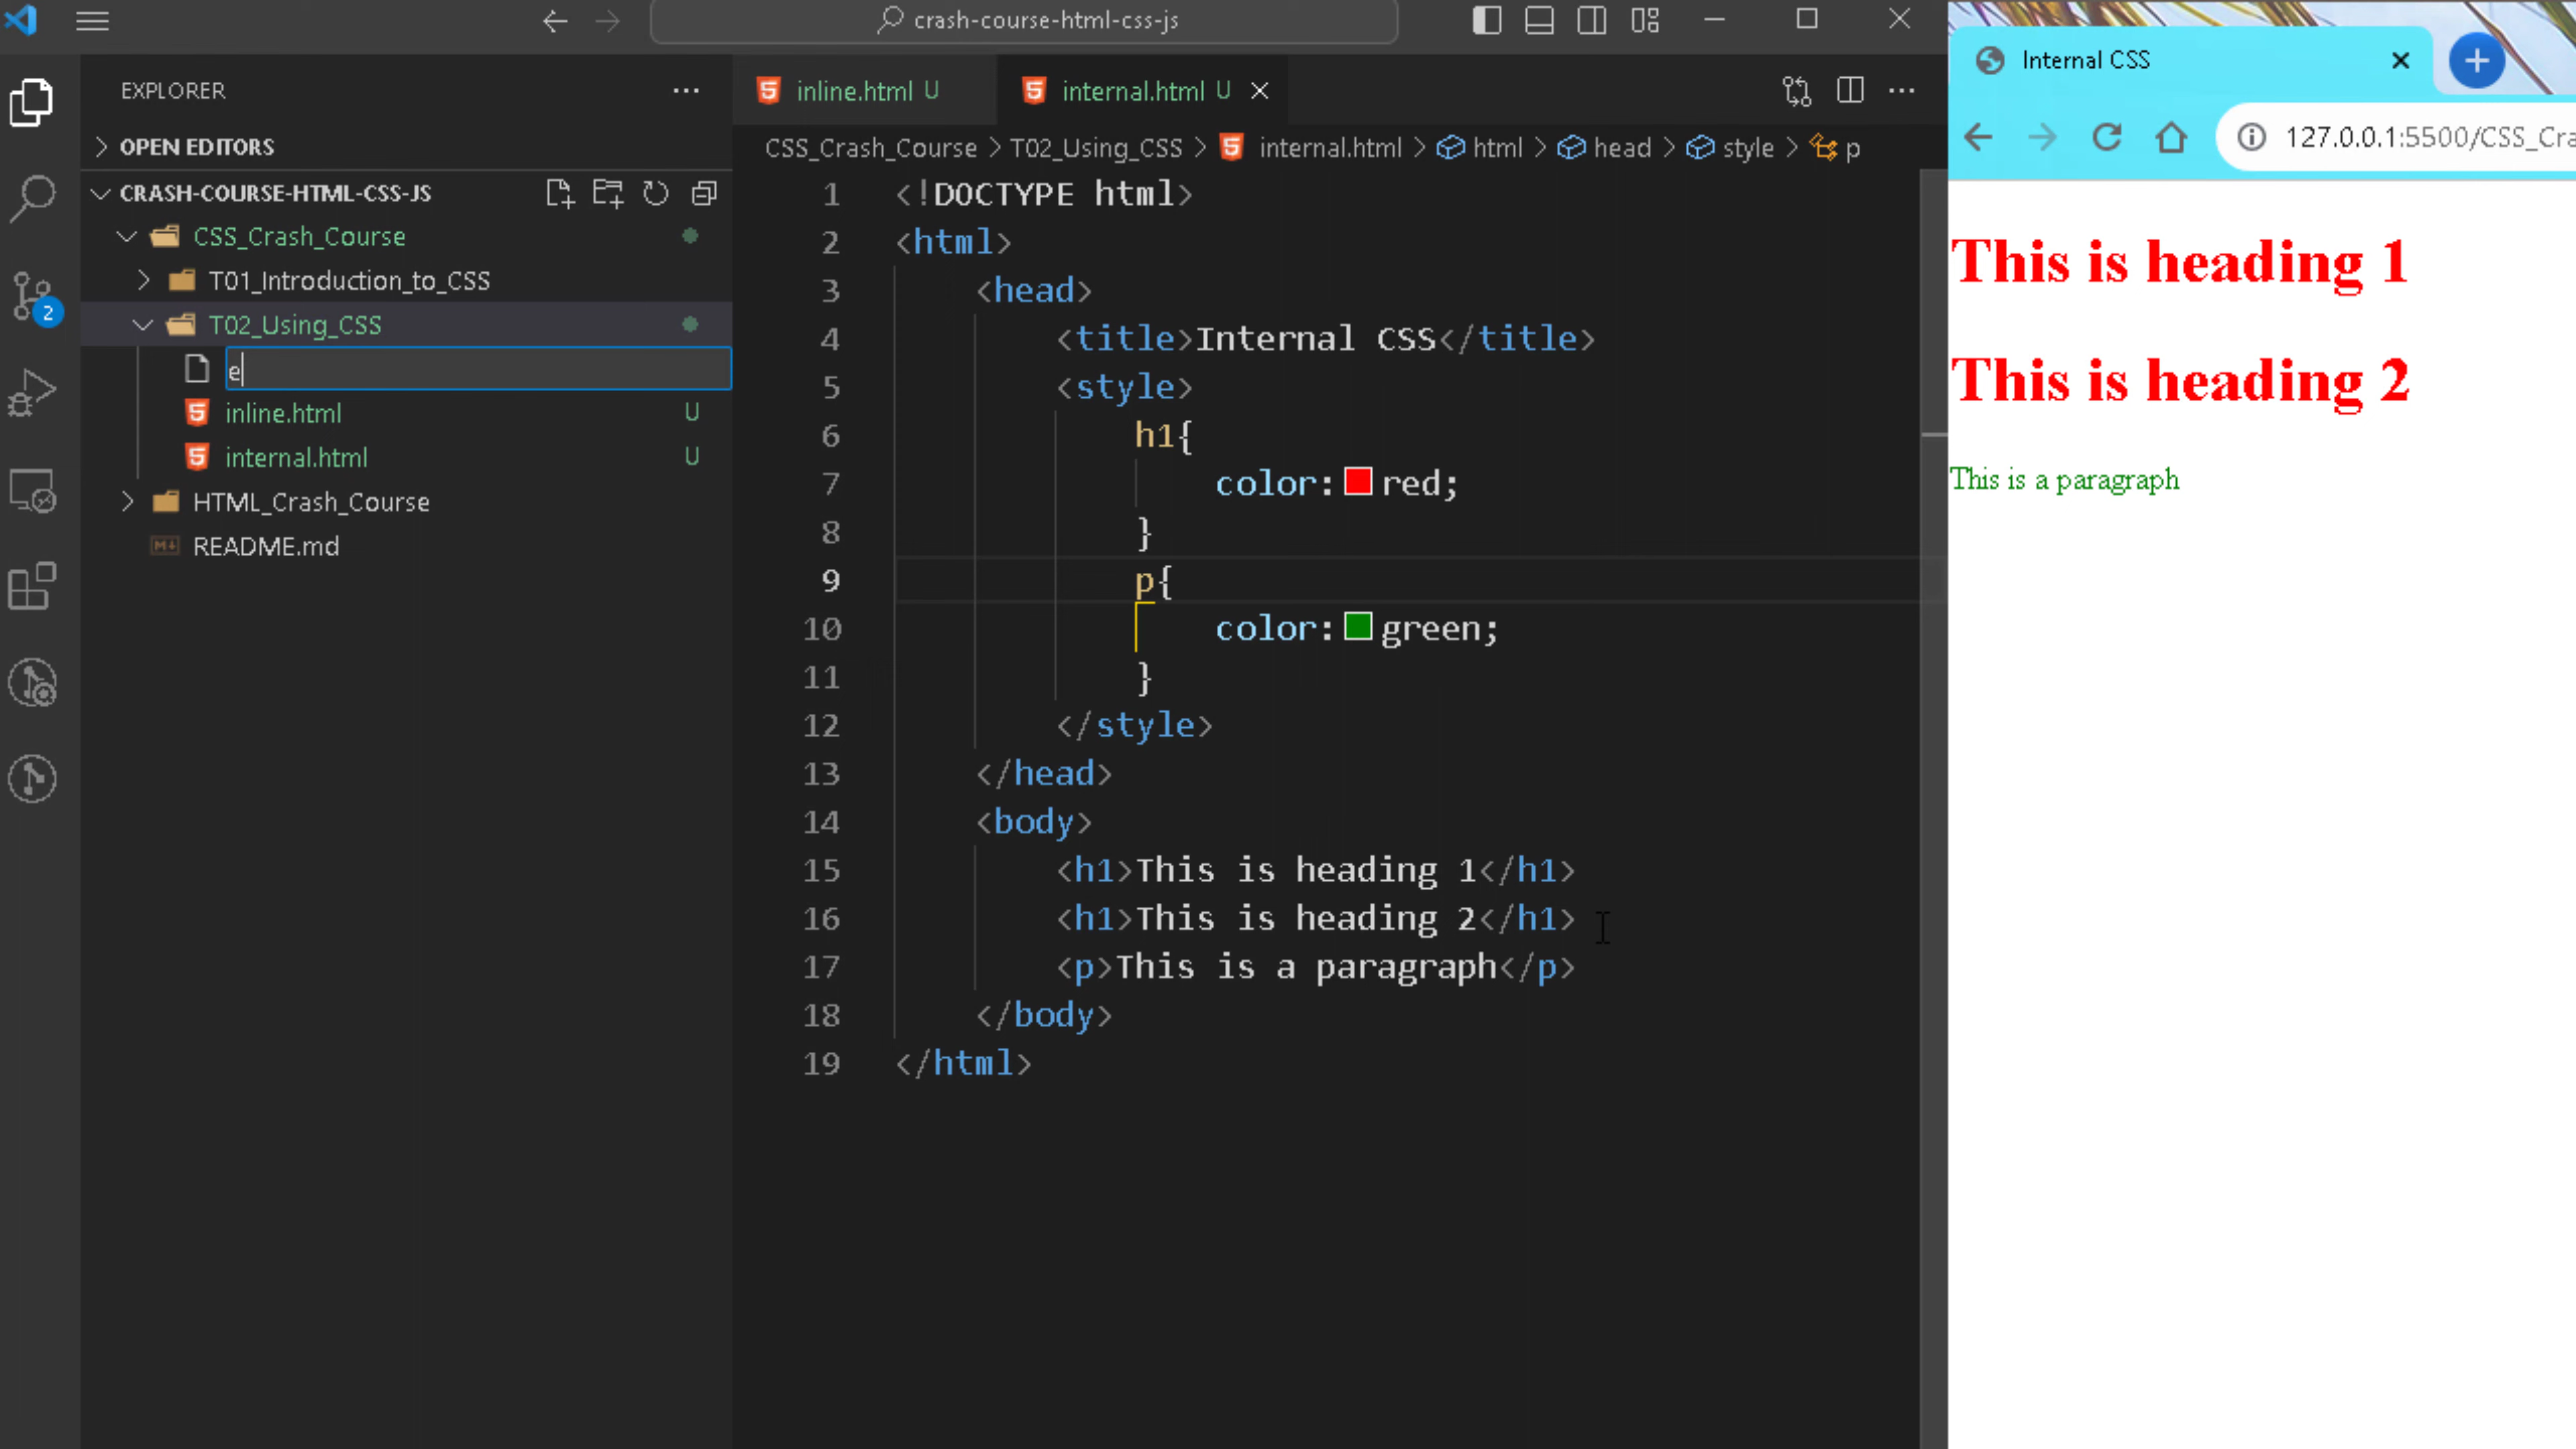 crash-course-html-css-js
EXPLORER
OPEN EDITORS
CRASH-COURSE-HTML-CSS-JS
CSS_Crash_Course
T01_Introduction_to_CSS
T02_Using_CSS
e
inline.html U
internal.html U
HTML_Crash_Course
README.md
2
inline.html U
internal.html U
CSS_Crash_Course > T02_Using_CSS > internal.html > html > head > style > p
1 <!DOCTYPE html>
2 <html>
3 <head>
4 <title>Internal CSS</title>
5 <style>
6 h1{
7 color: red;
8 }
9 p{
10 color: green;
11 }
12 </style>
13 </head>
14 <body>
15 <h1>This is heading 1</h1>
16 <h1>This is heading 2</h1>
17 <p>This is a paragraph</p>
18 </body>
19 </html>
Internal CSS
127.0.0.1:5500/CSS_Cra
This is heading 1
This is heading 2
This is a paragraph